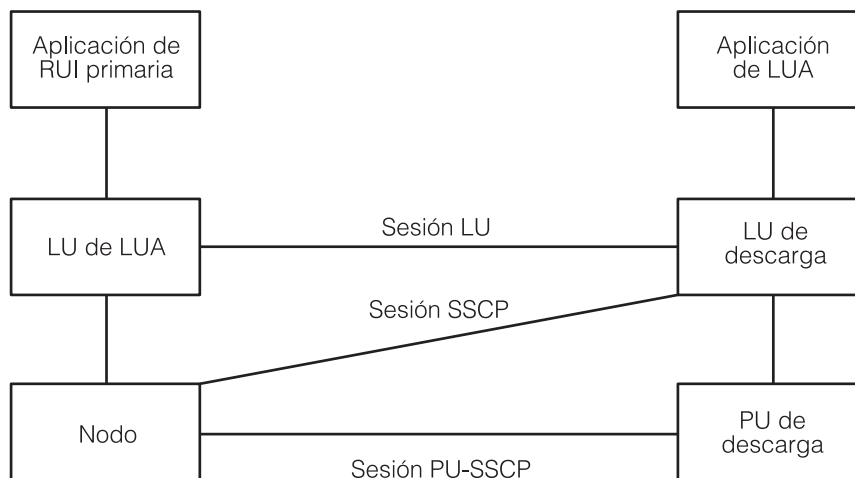 Aplicación de
RUI primaria
Aplicación
de LUA
LU de LUA
Sesión LU
LU de
descarga
Sesión SSCP
Nodo
PU de
descarga
Sesión PU-SSCP